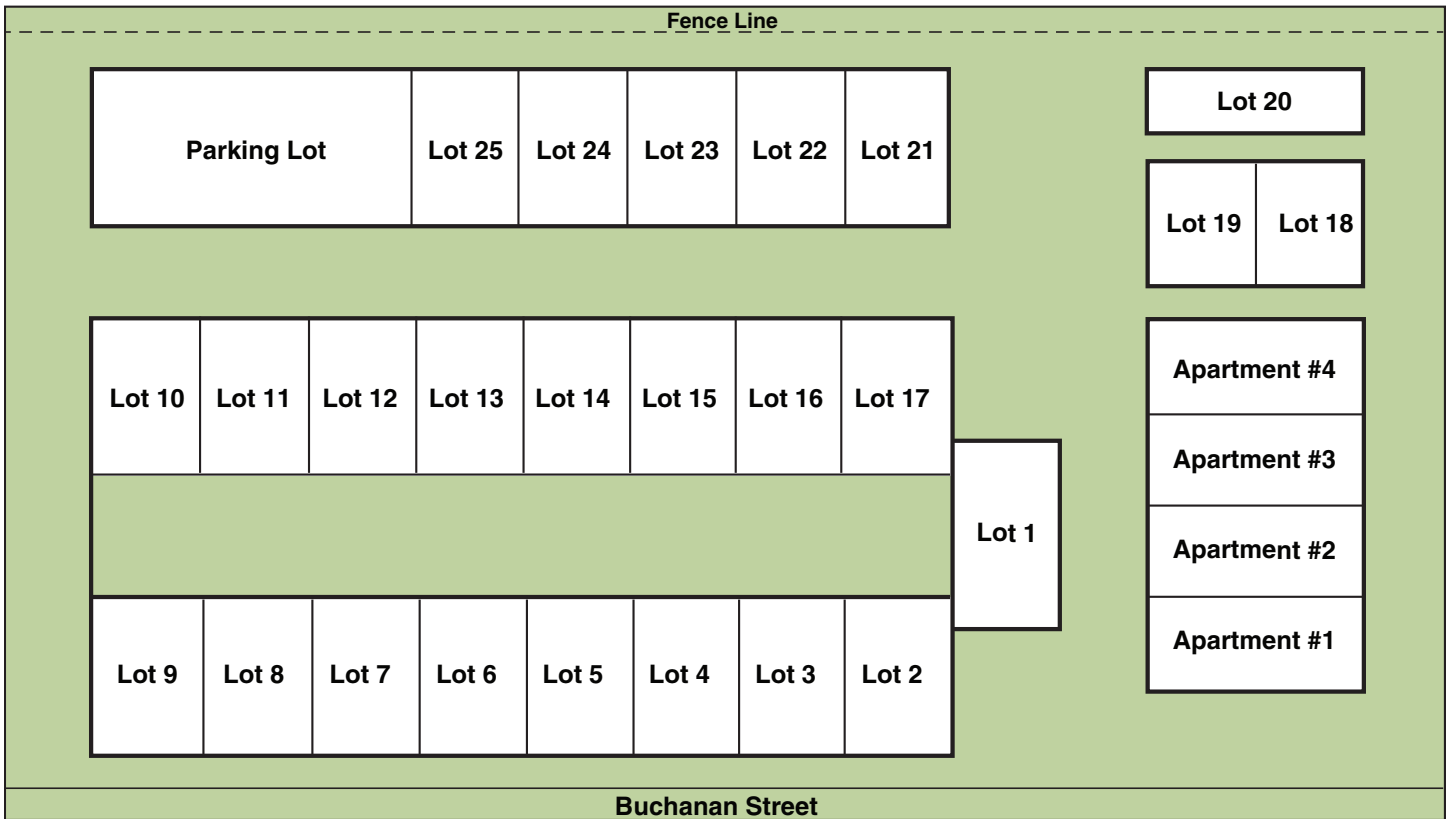 Fence Line
Parking Lot
Lot 25
Lot 24
Lot 23
Lot 22
Lot 21
Lot 20
Lot 19
Lot 18
Lot 10
Lot 11
Lot 12
Lot 13
Lot 14
Lot 15
Lot 16
Lot 17
Lot 1
Apartment #4
Apartment #3
Apartment #2
Apartment #1
Lot 9
Lot 8
Lot 7
Lot 6
Lot 5
Lot 4
Lot 3
Lot 2
Buchanan Street